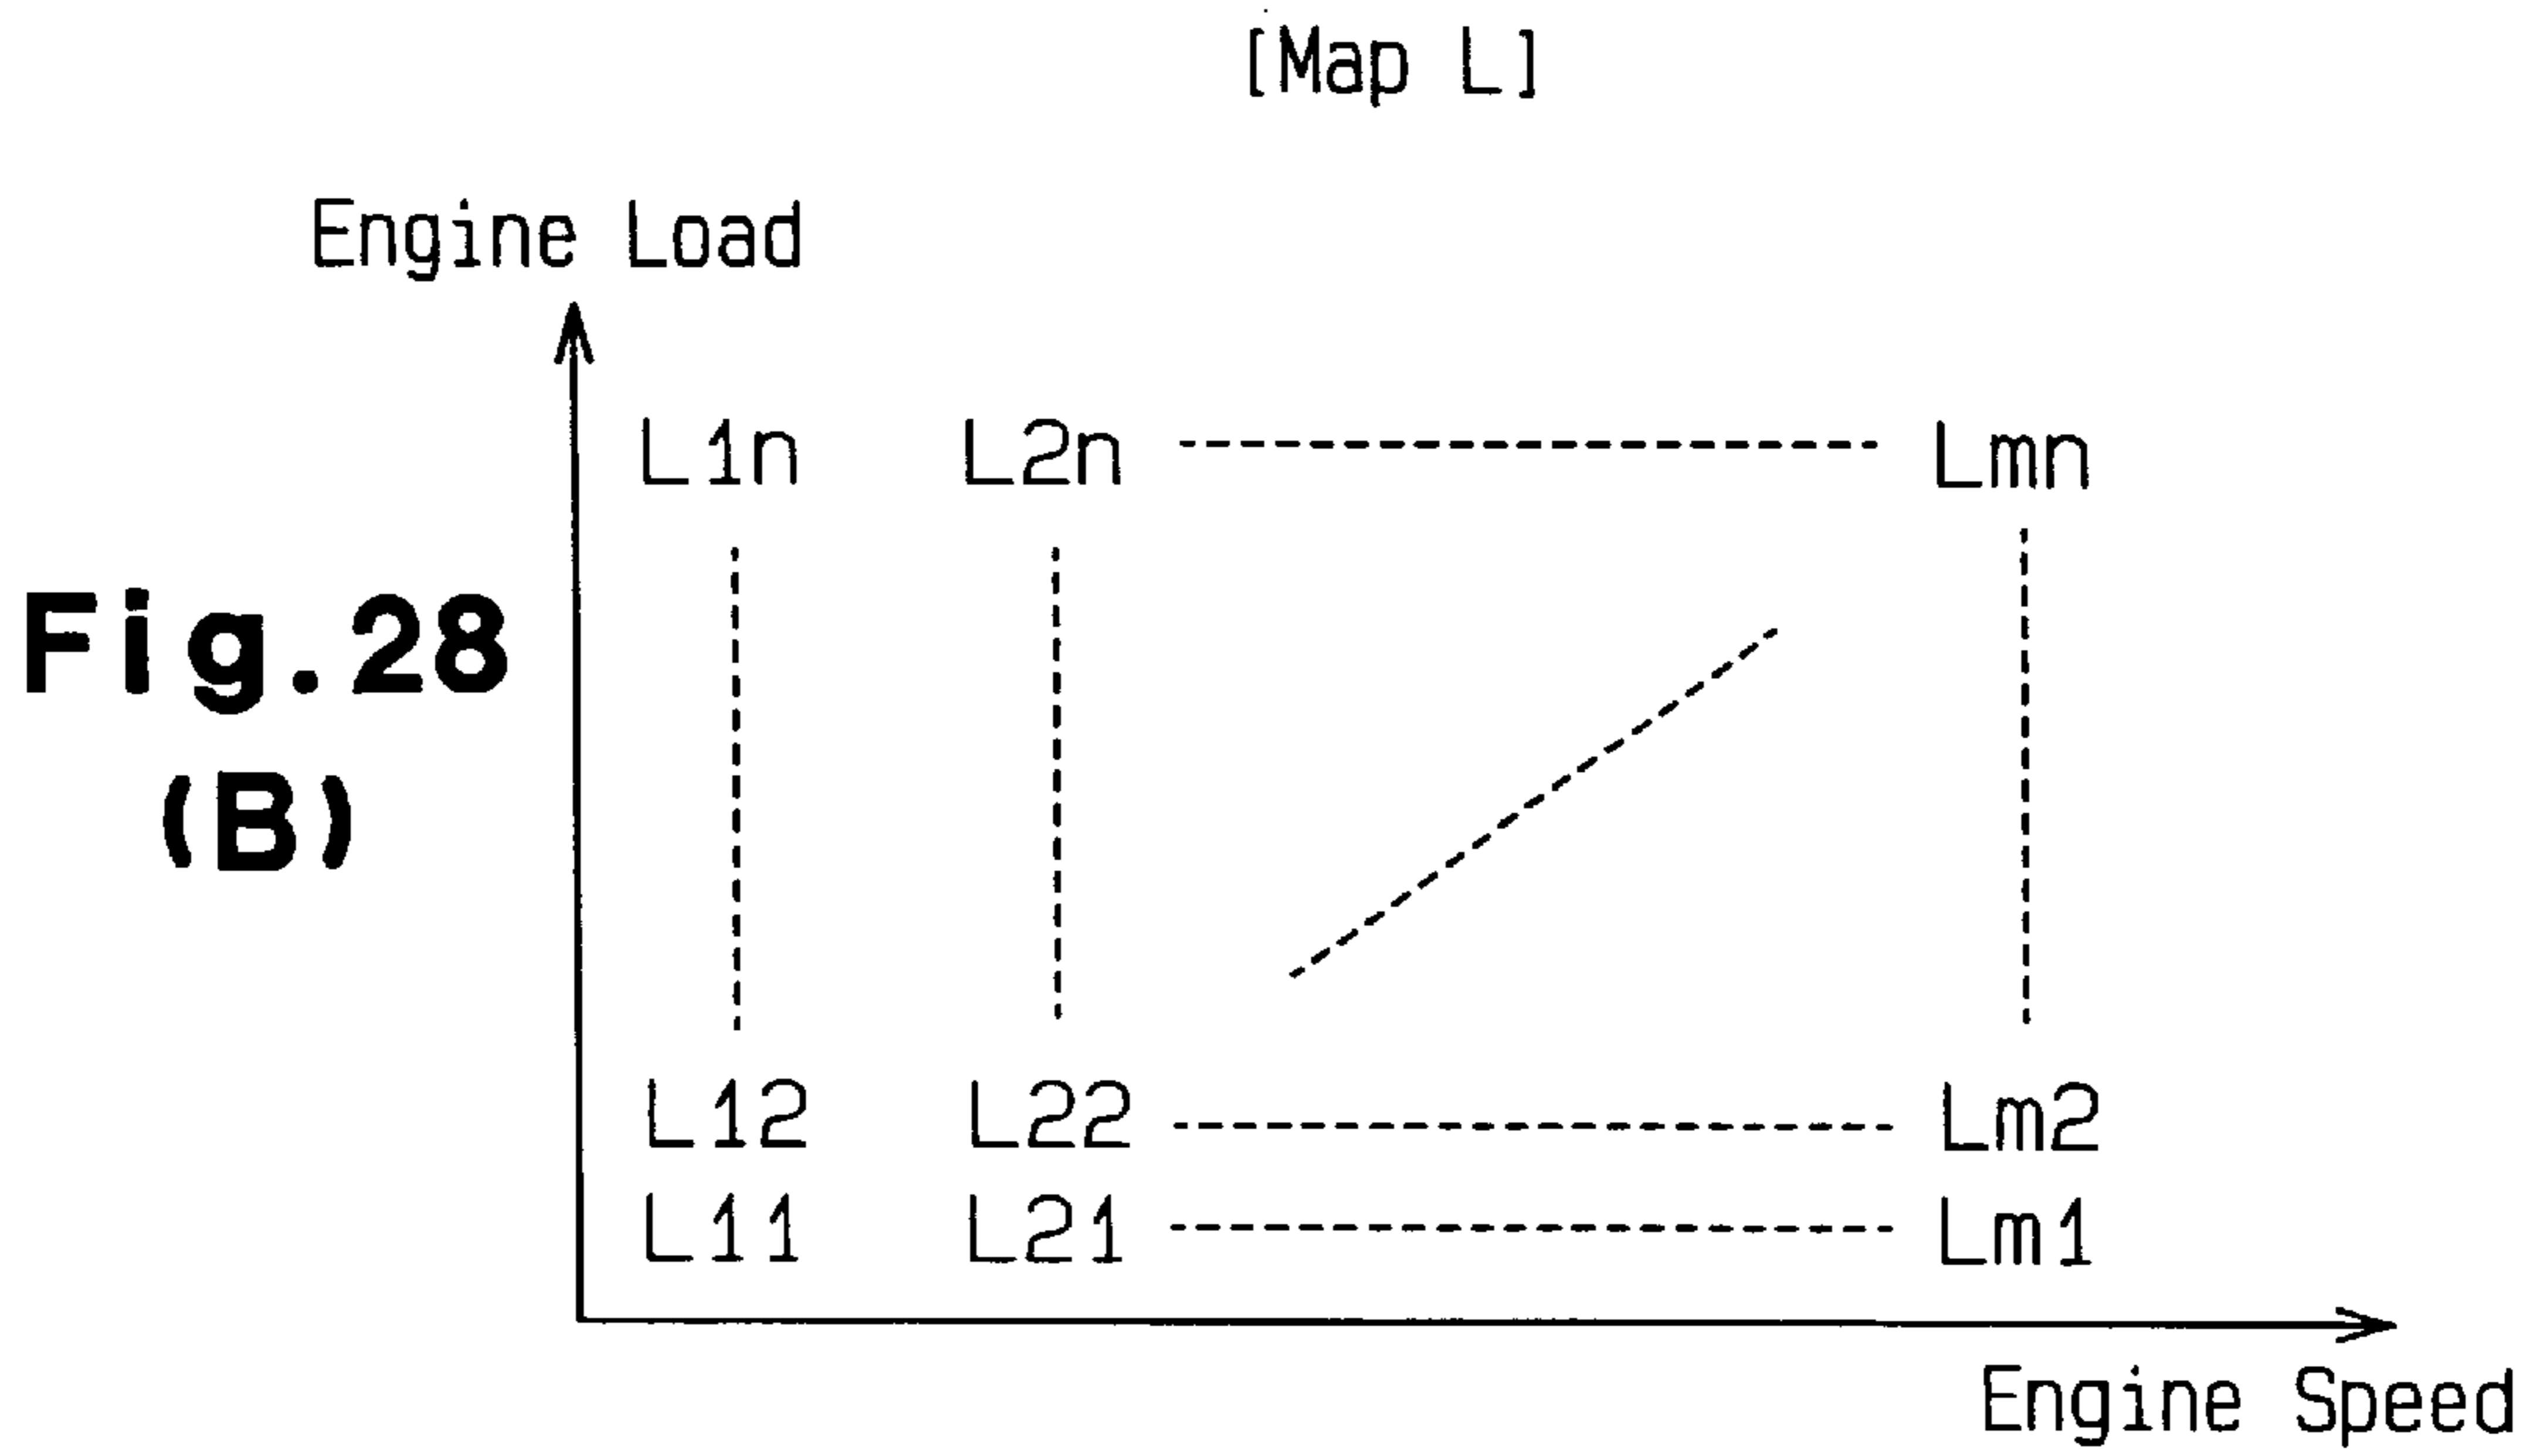 [Map L]
Engine Load
L1n L2n Lmn
Fig.28
(B)
L12 L22 Lm2
L11 L21 Lm1
Engine Speed